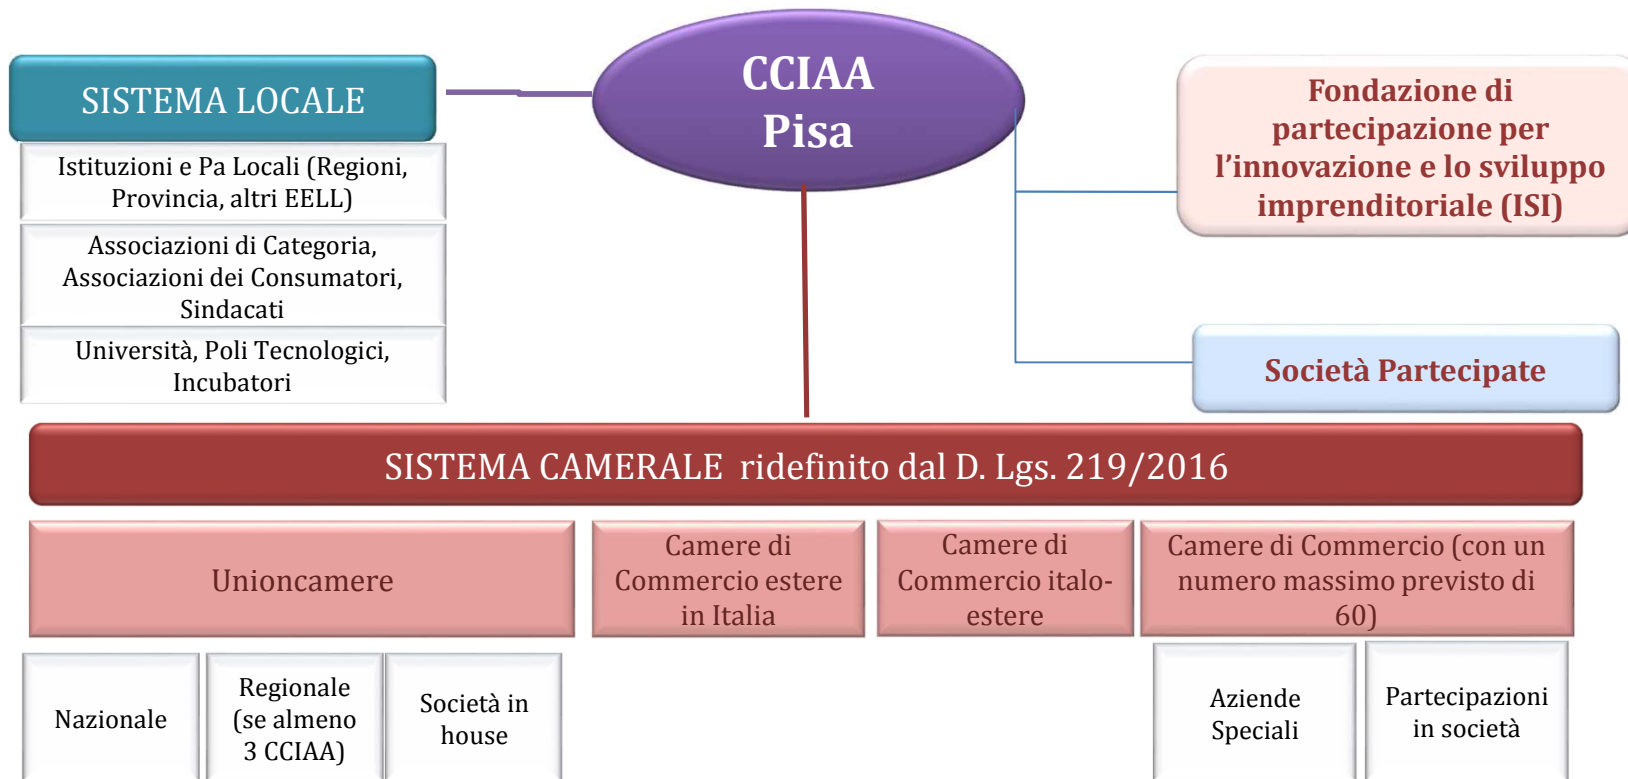 CCIAA
Pisa
SISTEMA LOCALE
Istituzioni e Pa Locali (Regioni,
Provincia, altri EELL)
Associazioni di Categoria,
Associazioni dei Consumatori,
Sindacati
Università, Poli Tecnologici,
Incubatori
Fondazione di
partecipazione per
l'innovazione e lo sviluppo
imprenditoriale (ISI)
Società Partecipate
SISTEMA CAMERALE ridefinito dal D. Lgs. 219/2016
Unioncamere
Camere di
Commercio estere
in Italia
Camere di
Commercio italo-
estere
Camere di Commercio (con un
numero massimo previsto di
60)
Nazionale
Regionale
(se almeno
3 CCIAA)
Società in
house
Aziende
Speciali
Partecipazioni
in società